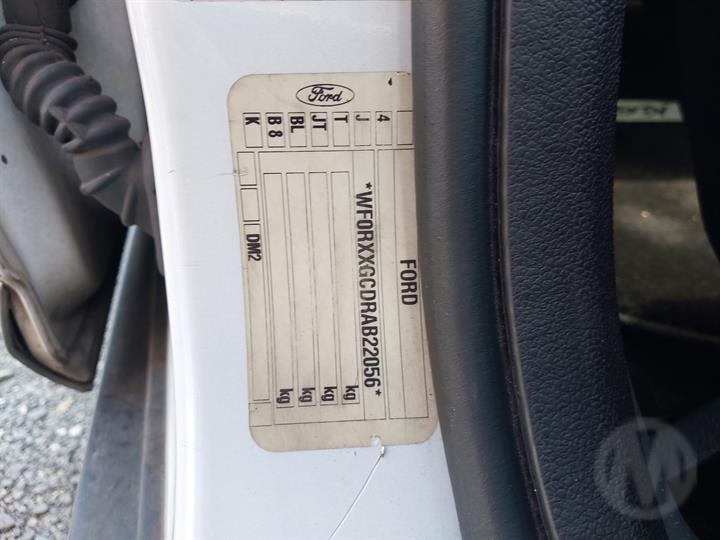 Ford
FORD
*WF0RXXGCDRAB22056*
kg
kg
kg
kg
4
J
T
JT
BL
B 8
K
DM2
M